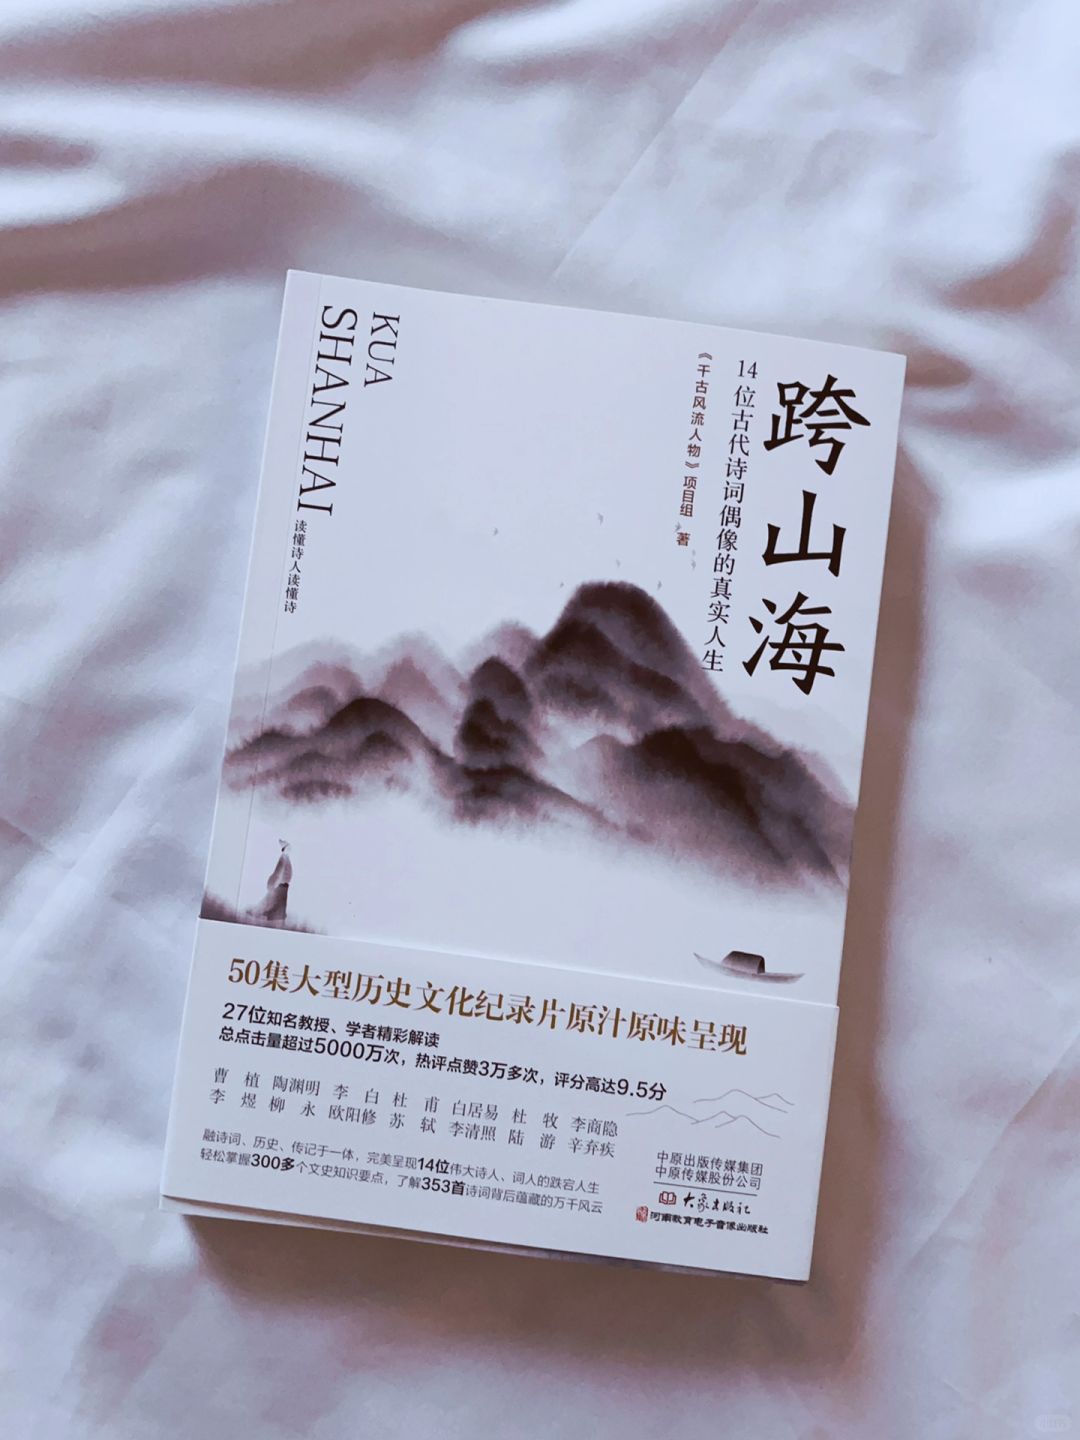 跨山海
14位古代诗词偶像的真实人生
《千古风流人物》项目组 著
KUA
SHANHAI
读懂诗人读懂诗
50集大型历史文化纪录片原汁原味呈现
27位知名教授、学者精彩解读
总点击量超过5000万次，热评点赞3万多次，评分高达9.5分
曹植 陶渊明 李白 杜甫 白居易 杜牧 李商隐
李煜 柳永 欧阳修 苏轼 李清照 陆游 辛弃疾
融诗词、历史、传记于一体，完美呈现14位伟大诗人、词人的跌宕人生
轻松掌握300多个文史知识要点，了解353首诗词背后蕴藏的万千风云
中原出版传媒集团
中原传媒股份公司
大象出版社
河南教育电子音像出版社
小红书